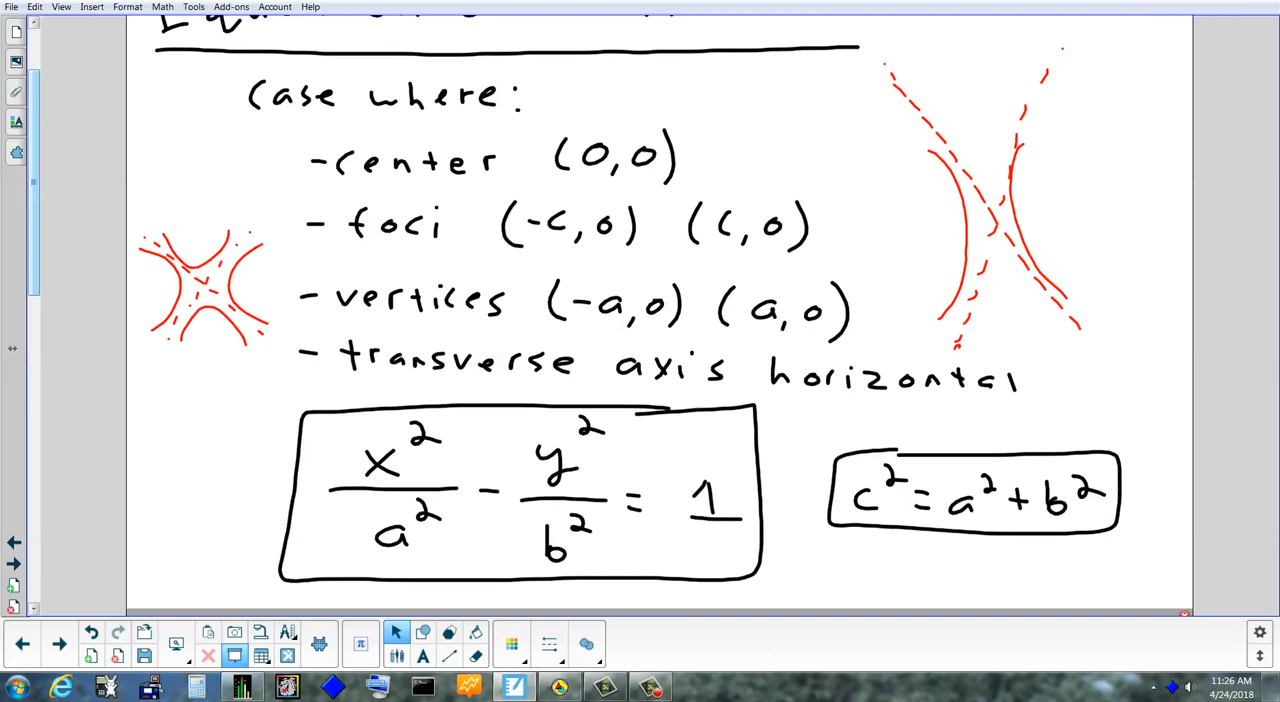 File Edit View Insert Format Math Tools Add-ons Account Help
Case where:
-center (0,0)
- foci (-c,0) (c,0)
- vertices (-a,0) (a,0)
- transverse axis horizontal
x²/a² - y²/b² = 1
c² = a² + b²
11:26 AM
4/24/2018